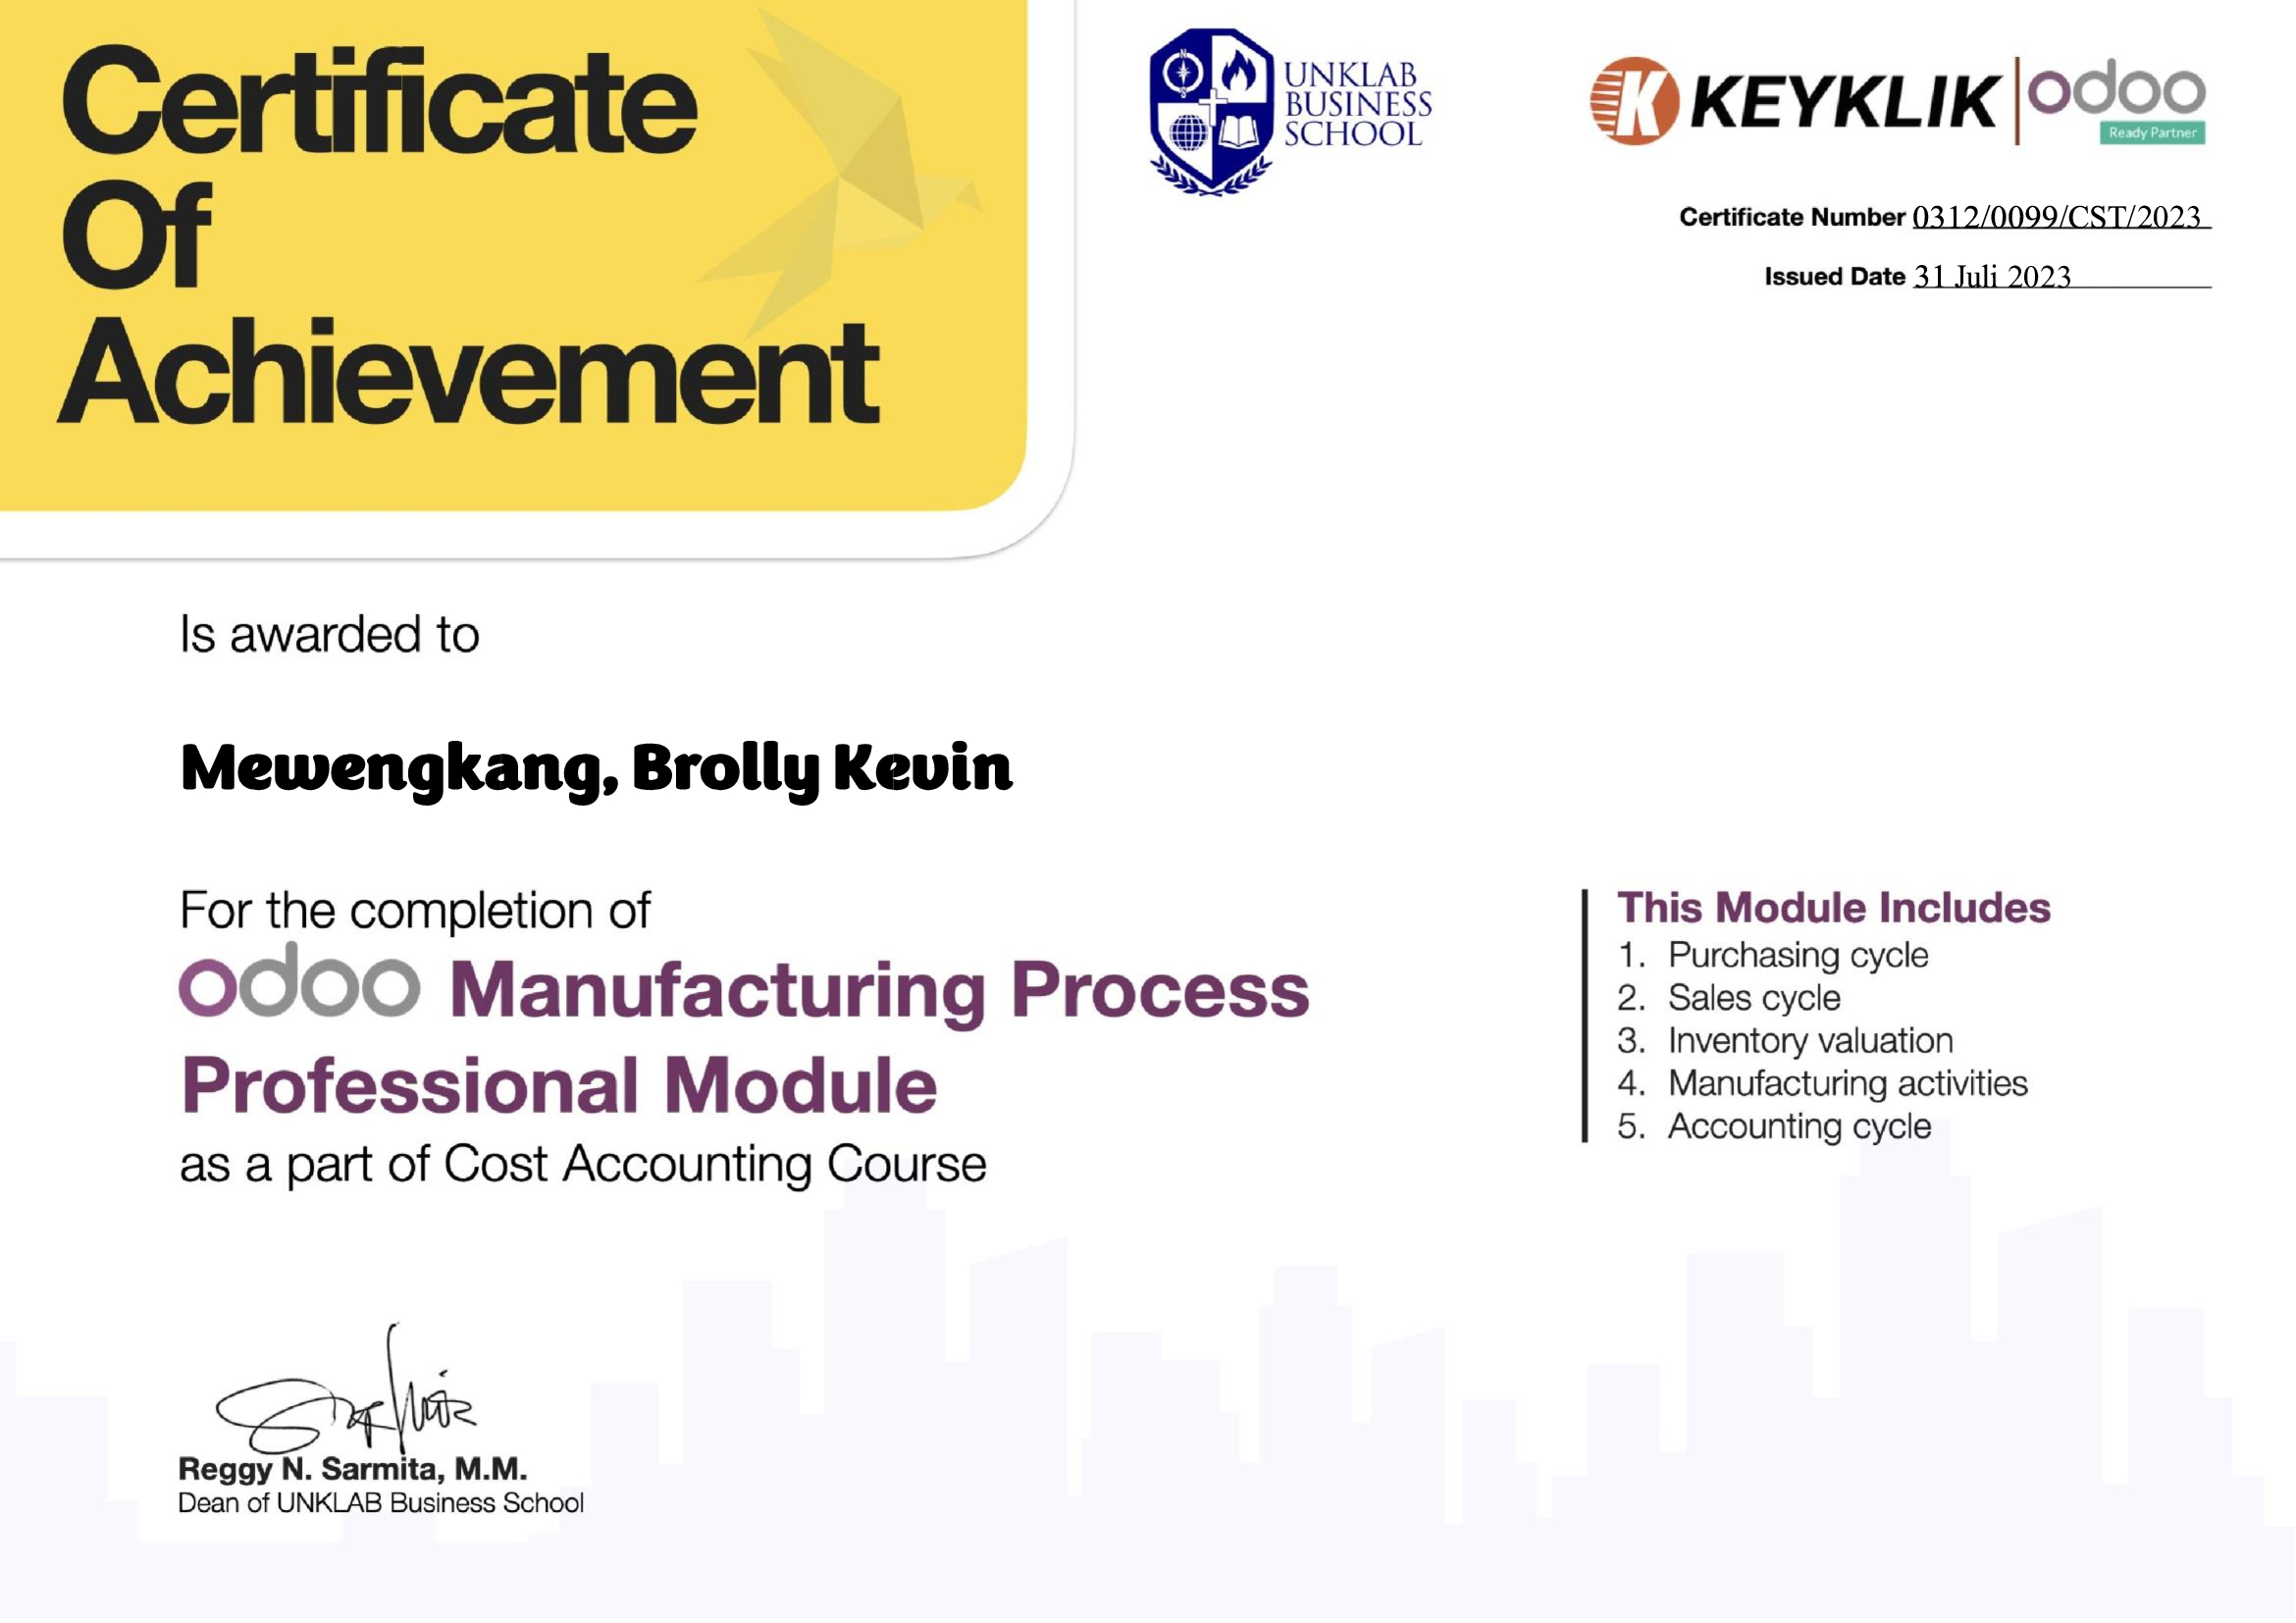 Certificate
Of
Achievement
UNKLAB
BUSINESS
SCHOOL
KEYKLIK
odoo
Ready Partner
Certificate Number 0312/0099/CST/2023
Issued Date 31 Juli 2023
Is awarded to
Mewengkang, Brolly Kevin
For the completion of
odoo Manufacturing Process
Professional Module
as a part of Cost Accounting Course
This Module Includes
1. Purchasing cycle
2. Sales cycle
3. Inventory valuation
4. Manufacturing activities
5. Accounting cycle
Reggy N. Sarmita, M.M.
Dean of UNKLAB Business School